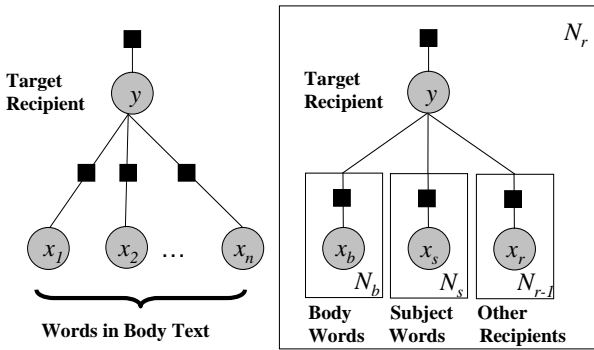 Target
Recipient
y
x1 x2 ... xn
Words in Body Text
Nr
Target
Recipient
y
xb xs xr
Nb Ns Nr-1
Body
Words
Subject
Words
Other
Recipients